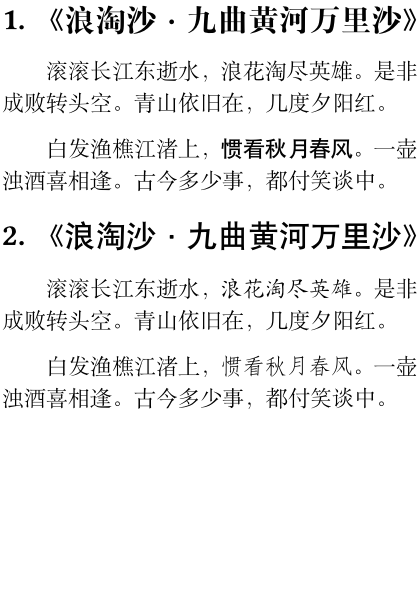 1. 《浪淘沙·九曲黄河万里沙》
滚滚长江东逝水，浪花淘尽英雄。是非
成败转头空。青山依旧在，几度夕阳红。
白发渔樵江渚上，惯看秋月春风。一壶
浊酒喜相逢。古今多少事，都付笑谈中。
2. 《浪淘沙·九曲黄河万里沙》
滚滚长江东逝水，浪花淘尽英雄。是非
成败转头空。青山依旧在，几度夕阳红。
白发渔樵江渚上，惯看秋月春风。一壶
浊酒喜相逢。古今多少事，都付笑谈中。